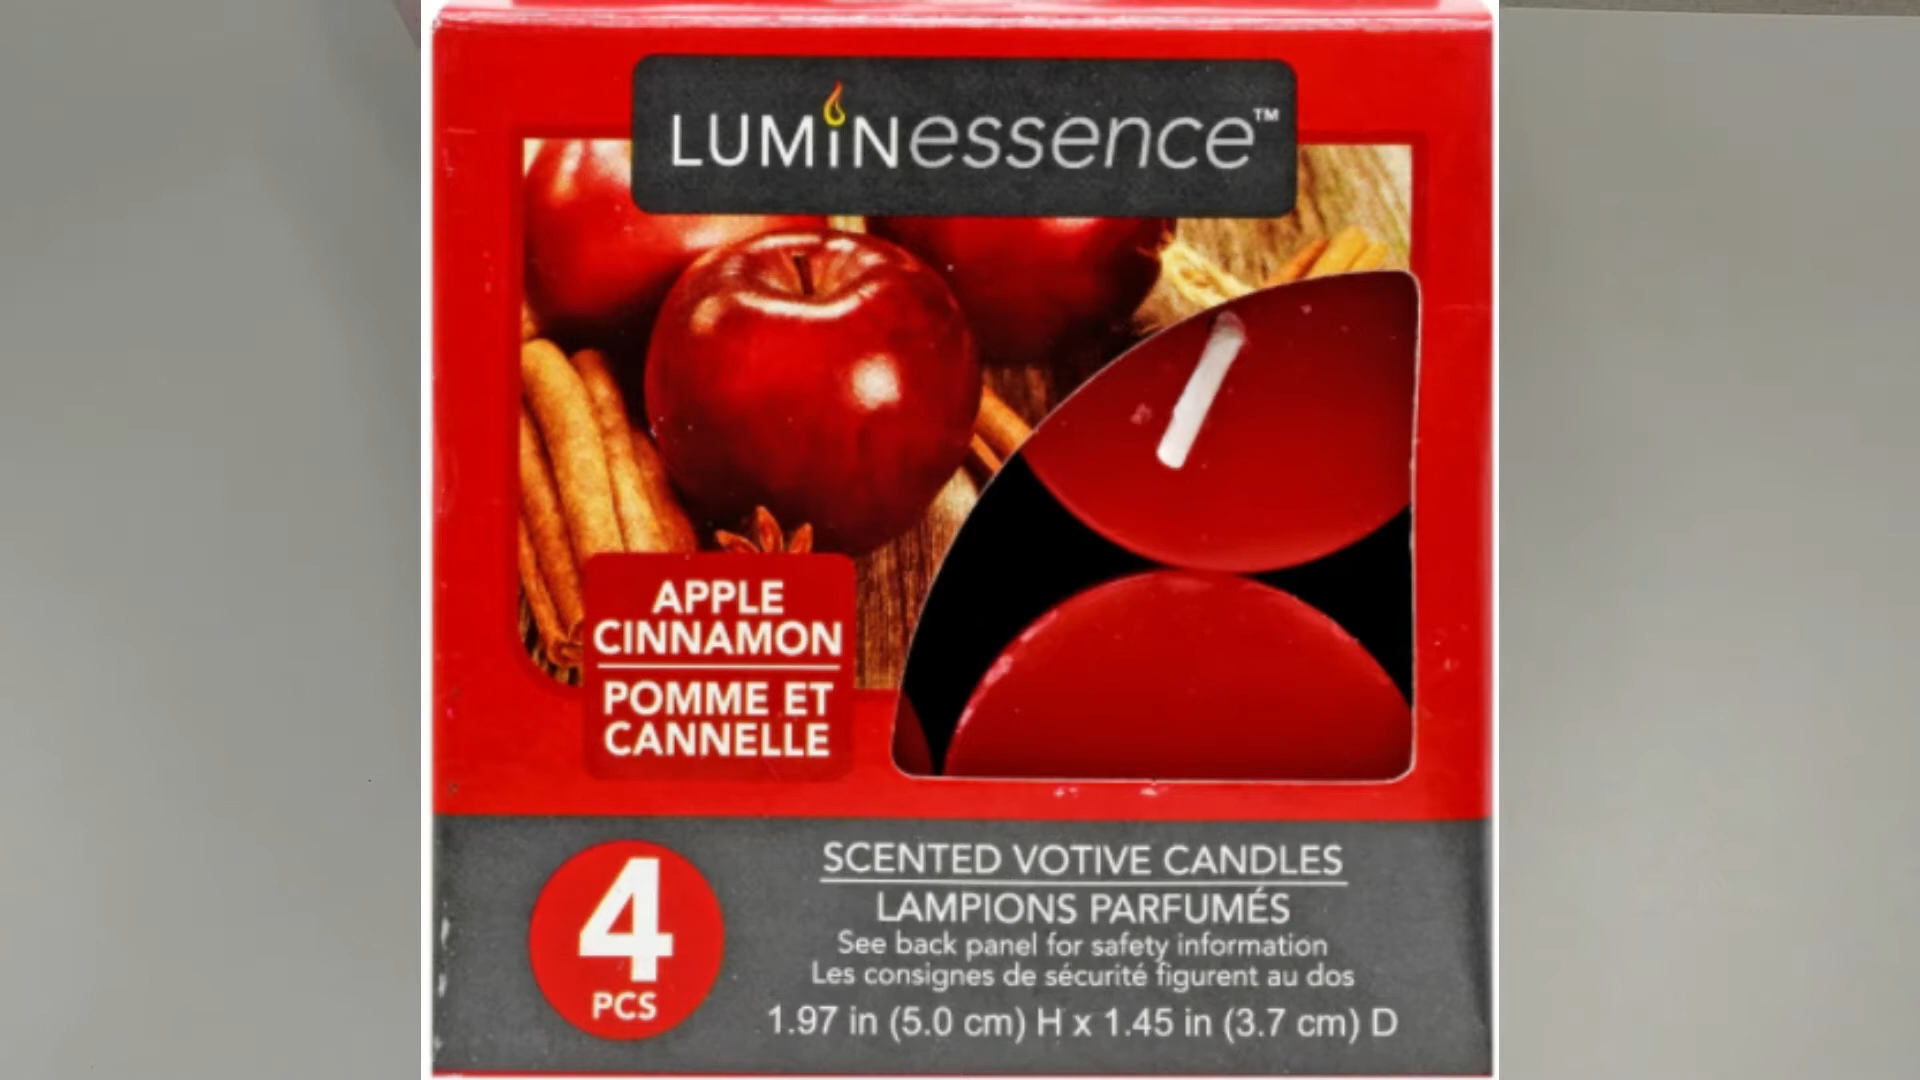 LUMiNessence™
APPLE
CINNAMON
POMME ET
CANNELLE
4
PCS
SCENTED VOTIVE CANDLES
LAMPIONS PARFUMÉS
See back panel for safety information
Les consignes de sécurité figurent au dos
1.97 in (5.0 cm) H x 1.45 in (3.7 cm) D